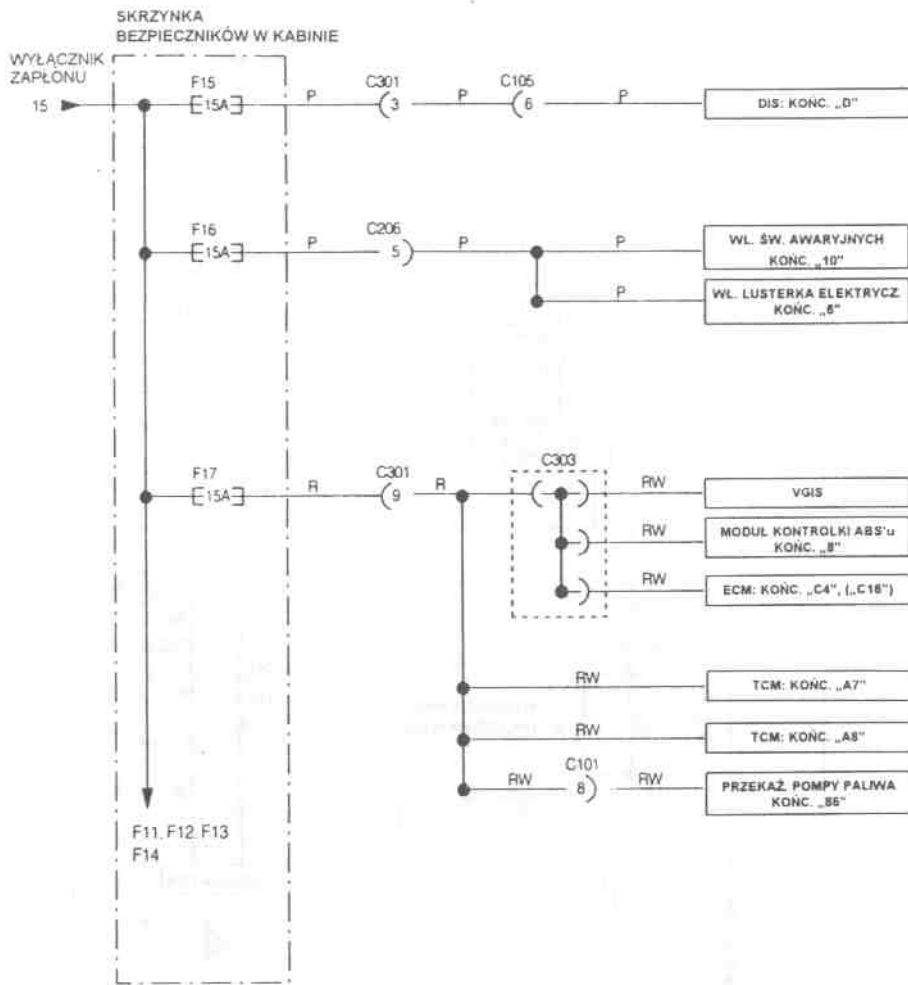 SKRZYNKA
BEZPIECZNIKÓW W KABINIE
WYŁĄCZNIK
ZAPŁONU
15
F15
15A
P
C301
3
P
C105
6
P
DIS: KOŃC. „D"
F16
15A
P
C206
5
P
P
WŁ. ŚW. AWARYJNYCH
KOŃC. „10"
P
WŁ. LUSTERKA ELEKTRYCZ.
KOŃC. „6"
F17
15A
R
C301
9
R
C303
RW
VGIS
RW
MODUŁ KONTROLKI ABS'u
KOŃC. „8"
RW
ECM: KOŃC. „C4", („C16")
RW
TCM: KOŃC. „A7"
RW
TCM: KOŃC. „A8"
RW
C101
8
RW
PRZEKAŹ. POMPY PALIWA
KOŃC. „86"
F11, F12, F13
F14